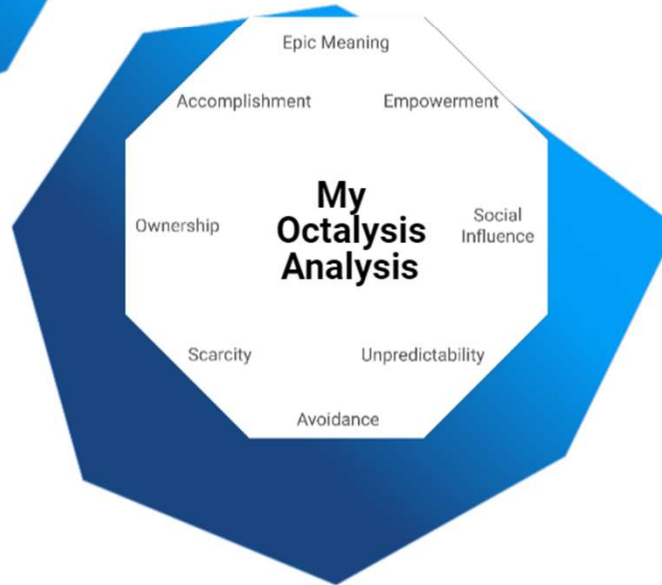 Epic Meaning
Accomplishment
Empowerment
My
Octalysis
Analysis
Ownership
Social
Influence
Scarcity
Unpredictability
Avoidance